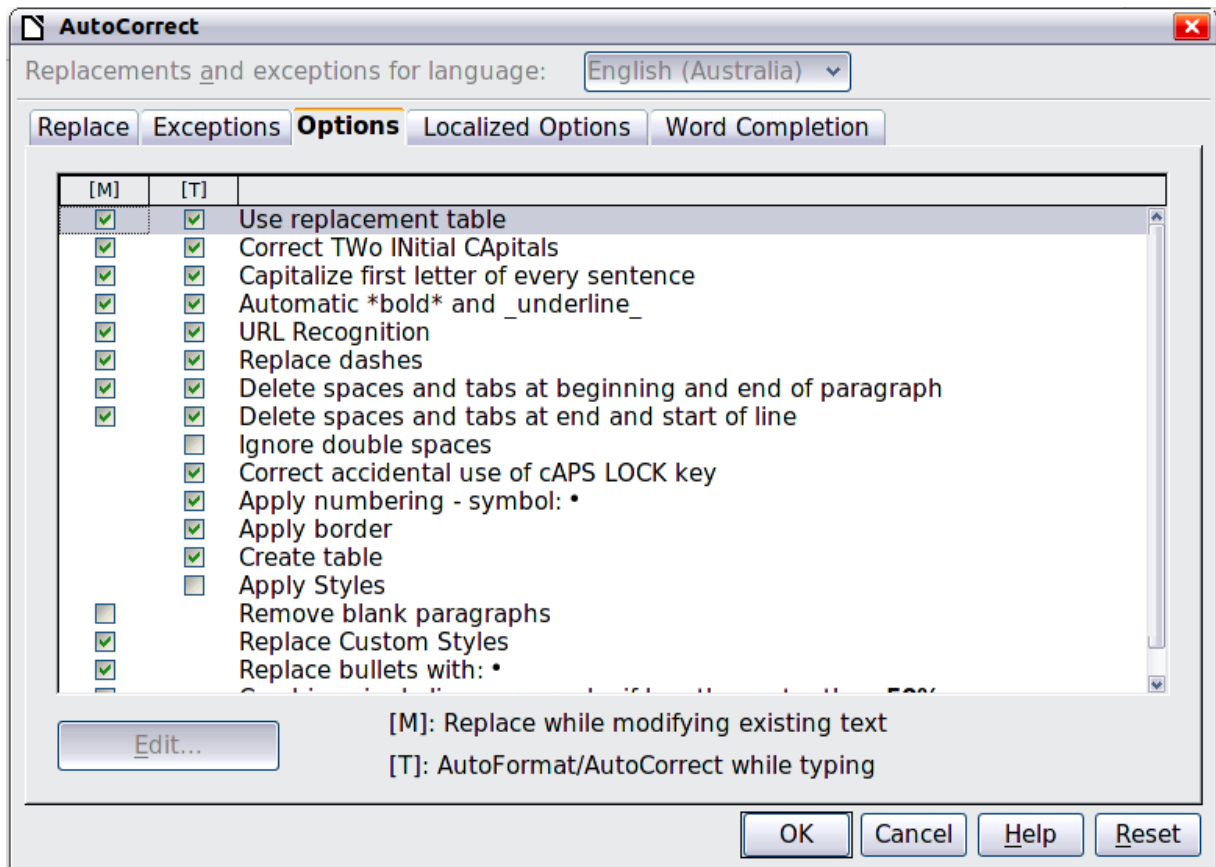 AutoCorrect
Replacements and exceptions for language: English (Australia)
Replace Exceptions Options Localized Options Word Completion
[M] [T]
Use replacement table
Correct TWo INitial CApitals
Capitalize first letter of every sentence
Automatic *bold* and _underline_
URL Recognition
Replace dashes
Delete spaces and tabs at beginning and end of paragraph
Delete spaces and tabs at end and start of line
Ignore double spaces
Correct accidental use of cAPS LOCK key
Apply numbering - symbol: •
Apply border
Create table
Apply Styles
Remove blank paragraphs
Replace Custom Styles
Replace bullets with: •
[M]: Replace while modifying existing text
Edit...
[T]: AutoFormat/AutoCorrect while typing
OK Cancel Help Reset